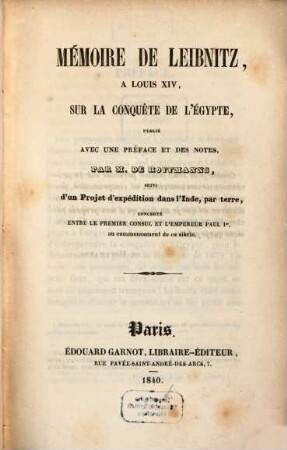 MÉMOIRE DE LEIBNITZ,
A LOUIS XIV,
SUR LA CONQUÊTE DE L'ÉGYPTE,
PUBLIÉ
AVEC UNE PRÉFACE ET DES NOTES,
PAR M. DE HOFFMANNS,
SUIVI
d'un Projet d'expédition dans l'Inde, par terre,
CONCERTÉ
ENTRE LE PREMIER CONSUL ET L'EMPEREUR PAUL Ier,
au commencement de ce siècle.
Paris.
ÉDOUARD GARNOT, LIBRAIRE-ÉDITEUR,
RUE PAVÉE-SAINT-ANDRÉ-DES-ARCS, 7.
1840.